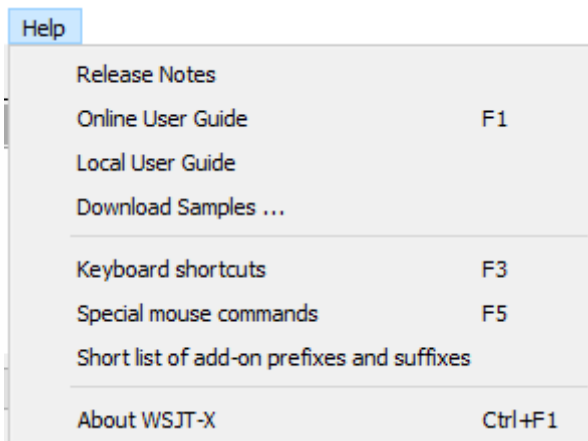 Help
Release Notes
Online User Guide F1
Local User Guide
Download Samples ...
Keyboard shortcuts F3
Special mouse commands F5
Short list of add-on prefixes and suffixes
About WSJT-X Ctrl+F1